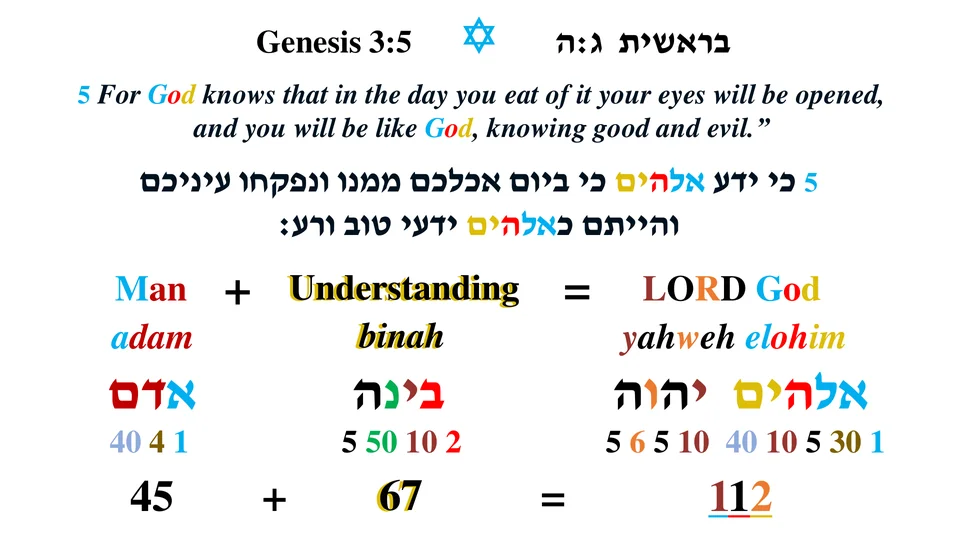 Genesis 3:5 ✡ בראשית ג:ה
5 For God knows that in the day you eat of it your eyes will be opened,
and you will be like God, knowing good and evil.”
5 כי ידע אלהים כי ביום אכלכם ממנו ונפקחו עיניכם
והייתם כאלהים ידעי טוב ורע:
Man + Understanding = LORD God
adam binah yahweh elohim
אלהים יהוה בינה אדם
40 4 1 5 50 10 2 5 6 5 10 40 10 5 30 1
45 + 67 = 112